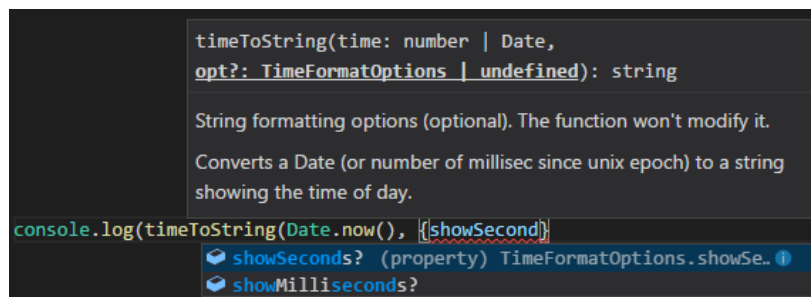 timeToString(time: number | Date,
opt?: TimeFormatOptions | undefined): string
String formatting options (optional). The function won't modify it.
Converts a Date (or number of millisec since unix epoch) to a string
showing the time of day.
console.log(timeToString(Date.now(), {showSecond}
showSeconds? (property) TimeFormatOptions.showSe…
showMilliseconds?